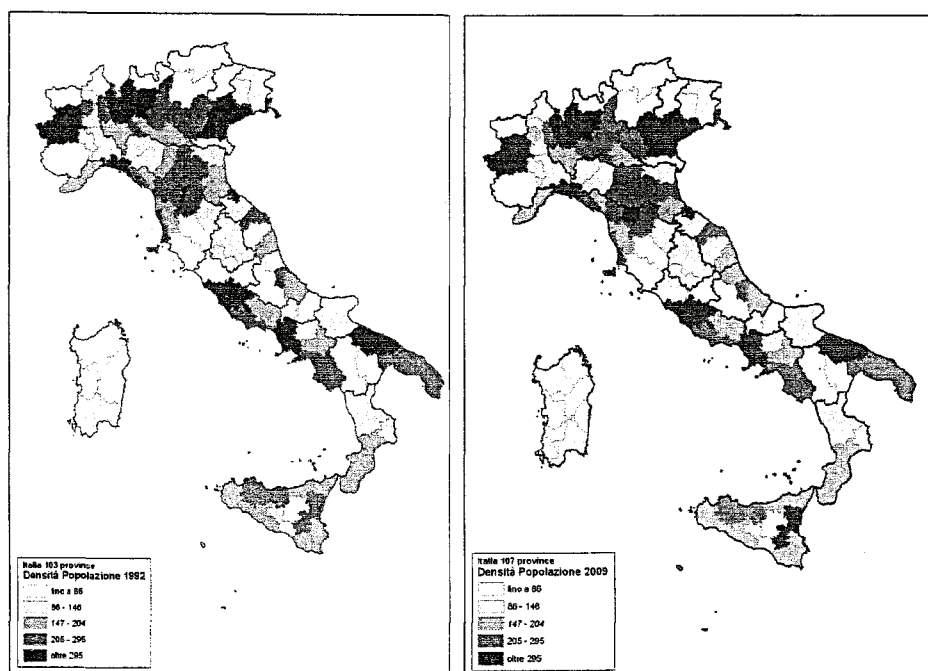 Italia 103 province
Densità Popolazione 1992
fino a 86
86 - 146
147 - 204
205 - 295
oltre 295
Italia 107 province
Densità Popolazione 2009
fino a 86
86 - 146
147 - 204
205 - 295
oltre 295